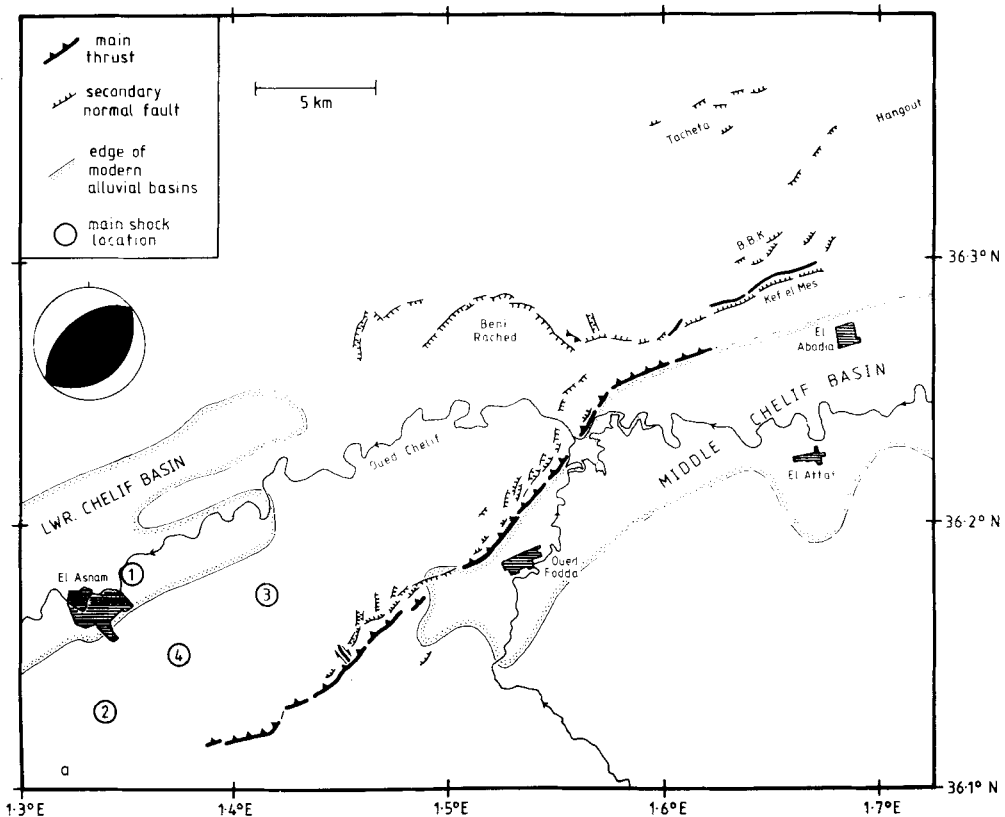 main
thrust
secondary
normal fault
edge of
modern
alluvial basins
main shock
location
5 km
Tacheta
Hangout
B.B.K
Kef el Mes
36·3° N
Beni
Rached
El
Abadia
MIDDLE CHELIF BASIN
Oued Chelif
El Attaf
LWR. CHELIF BASIN
36·2° N
El Asnam
1
Oued
Fodda
3
4
2
a
36·1° N
1·3°E
1·4°E
1·5°E
1·6°E
1·7°E